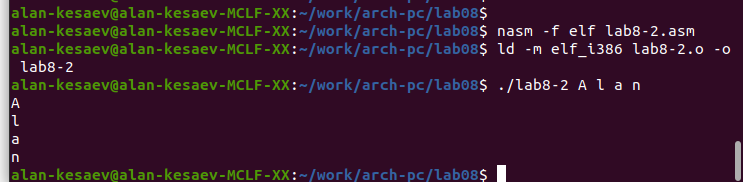 alan-kesaev@alan-kesaev-MCLF-XX:~/work/arch-pc/lab08$
alan-kesaev@alan-kesaev-MCLF-XX:~/work/arch-pc/lab08$ nasm -f elf lab8-2.asm
alan-kesaev@alan-kesaev-MCLF-XX:~/work/arch-pc/lab08$ ld -m elf_i386 lab8-2.o -o
lab8-2
alan-kesaev@alan-kesaev-MCLF-XX:~/work/arch-pc/lab08$ ./lab8-2 A l a n
A
l
a
n
alan-kesaev@alan-kesaev-MCLF-XX:~/work/arch-pc/lab08$